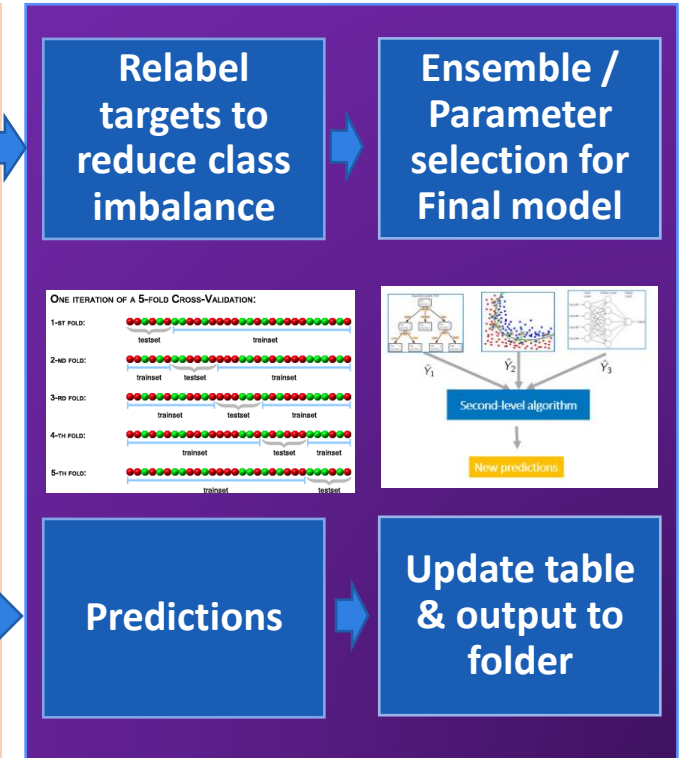 Relabel
targets to
reduce class
imbalance
Ensemble /
Parameter
selection for
Final model
ONE ITERATION OF A 5-FOLD CROSS-VALIDATION:
1-ST FOLD:
testset trainset
2-ND FOLD:
trainset testset trainset
3-RD FOLD:
trainset testset trainset
4-TH FOLD:
trainset testset trainset
5-TH FOLD:
trainset testset
Ŷ₁ Ŷ₂ Ŷ₃
Second-level algorithm
New predictions
Predictions
Update table
& output to
folder